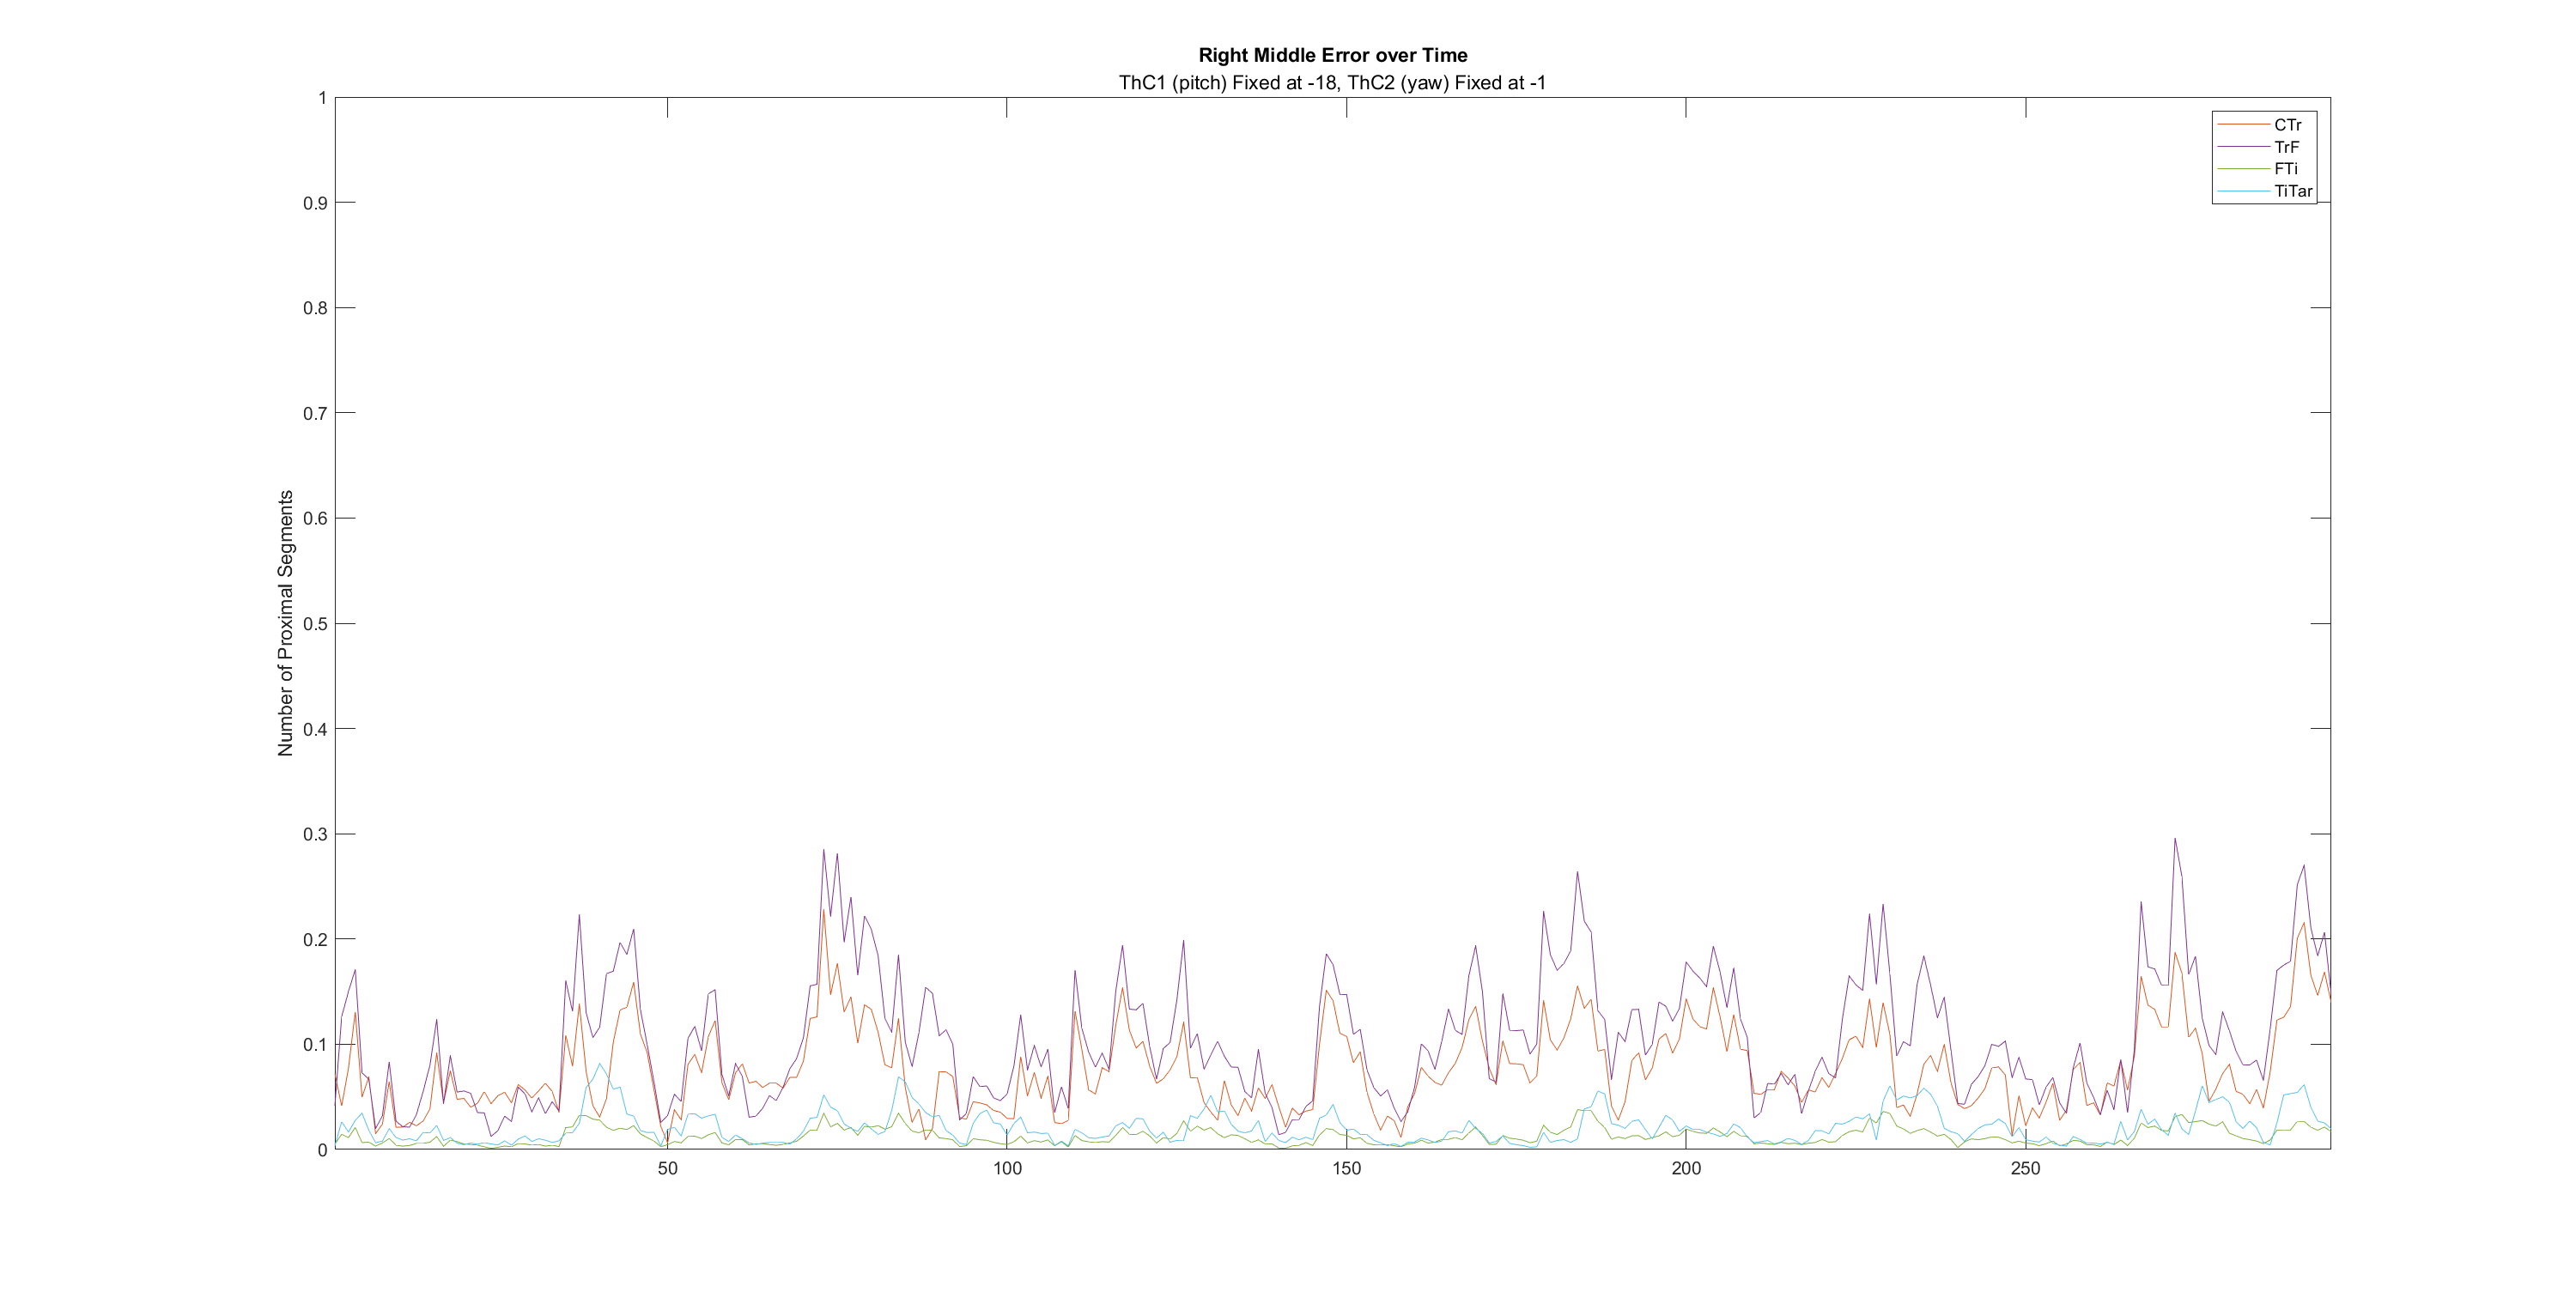 Right Middle Error over Time
ThC1 (pitch) Fixed at -18, ThC2 (yaw) Fixed at -1
1
0.9
0.8
0.7
0.6
0.5
0.4
0.3
0.2
0.1
0
Number of Proximal Segments
50
100
150
200
250
CTr
TrF
FTi
TiTar